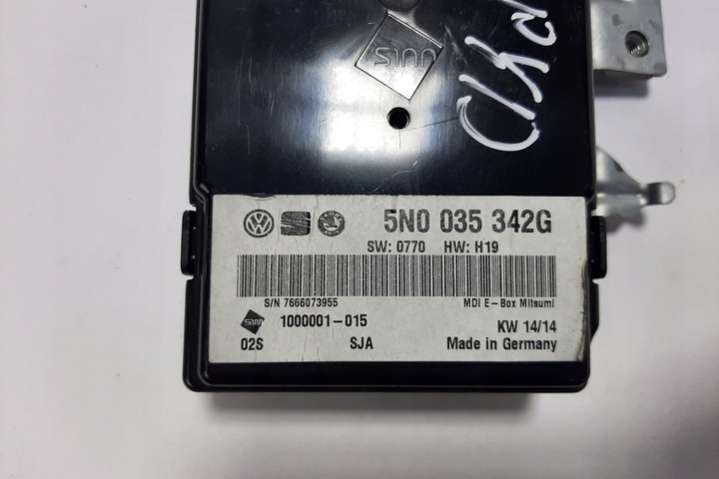 5N0 035 342G
SW: 0770 HW: H19
S/N 7666073955
MDI E-Box Mitsumi
1000001-015
KW 14/14
02S
SJA
Made in Germany